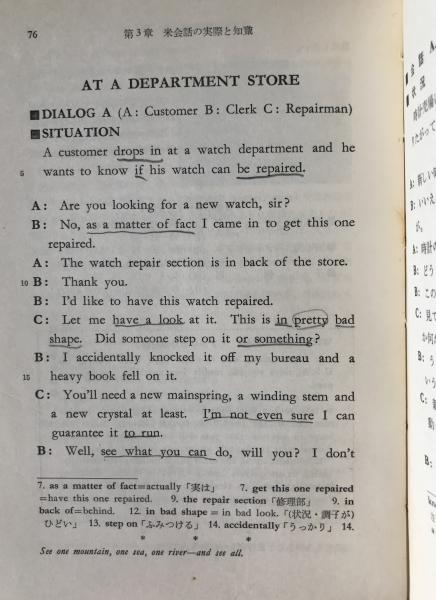 76 第3章 米会話の実際と知識
AT A DEPARTMENT STORE
DIALOG A (A: Customer B: Clerk C: Repairman)
SITUATION
A customer drops in at a watch department and he
5 wants to know if his watch can be repaired.
A: Are you looking for a new watch, sir?
B: No, as a matter of fact I came in to get this one
repaired.
A: The watch repair section is in back of the store.
10 B: Thank you.
B: I'd like to have this watch repaired.
C: Let me have a look at it. This is in pretty bad
shape. Did someone step on it or something?
B: I accidentally knocked it off my bureau and a
15 heavy book fell on it.
C: You'll need a new mainspring, a winding stem and
a new crystal at least. I'm not even sure I can
guarantee it to run.
B: Well, see what you can do, will you? I don't
7. as a matter of fact=actually「実は」 7. get this one repaired
=have this one repaired. 9. the repair section「修理部」 9. in
back of=behind. 12. in bad shape = in bad look.「(状況・調子が)
ひどい」 13. step on「ふみつける」 14. accidentally「うっかり」 14.
* * *
See one mountain, one sea, one river—and see all.